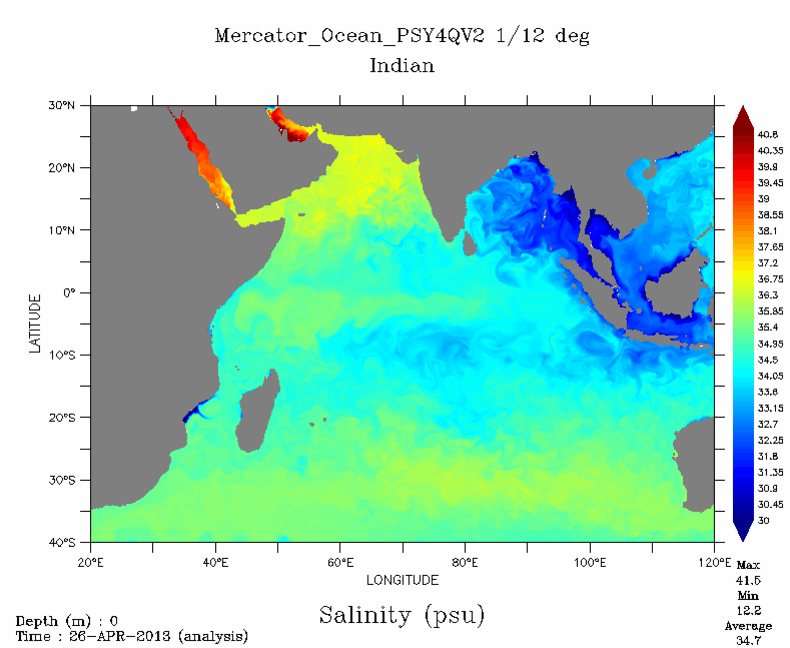 Mercator_Ocean_PSY4QV2 1/12 deg
Indian
30°N
20°N
10°N
0°
10°S
20°S
30°S
40°S
LATITUDE
20°E 40°E 60°E 80°E 100°E 120°E
LONGITUDE
40.8
40.35
39.9
39.45
39
38.55
38.1
37.65
37.2
36.75
36.3
35.85
35.4
34.95
34.5
34.05
33.6
33.15
32.7
32.25
31.8
31.35
30.9
30.45
30
Max
41.5
Min
12.2
Average
34.7
Salinity (psu)
Depth (m) : 0
Time : 26-APR-2013 (analysis)